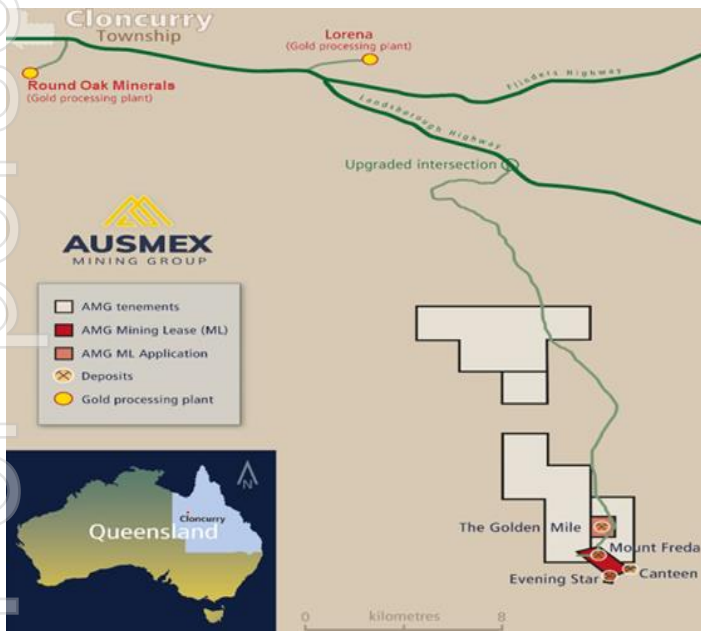 Cloncurry
Township
Lorena
(Gold processing plant)
Round Oak Minerals
(Gold processing plant)
Flinders Highway
Landsborough Highway
Upgraded intersection
AUSMEX
MINING GROUP
AMG tenements
AMG Mining Lease (ML)
AMG ML Application
Deposits
Gold processing plant
N
Cloncurry
Queensland
The Golden Mile
Mount Freda
Evening Star
Canteen
0 kilometres 8